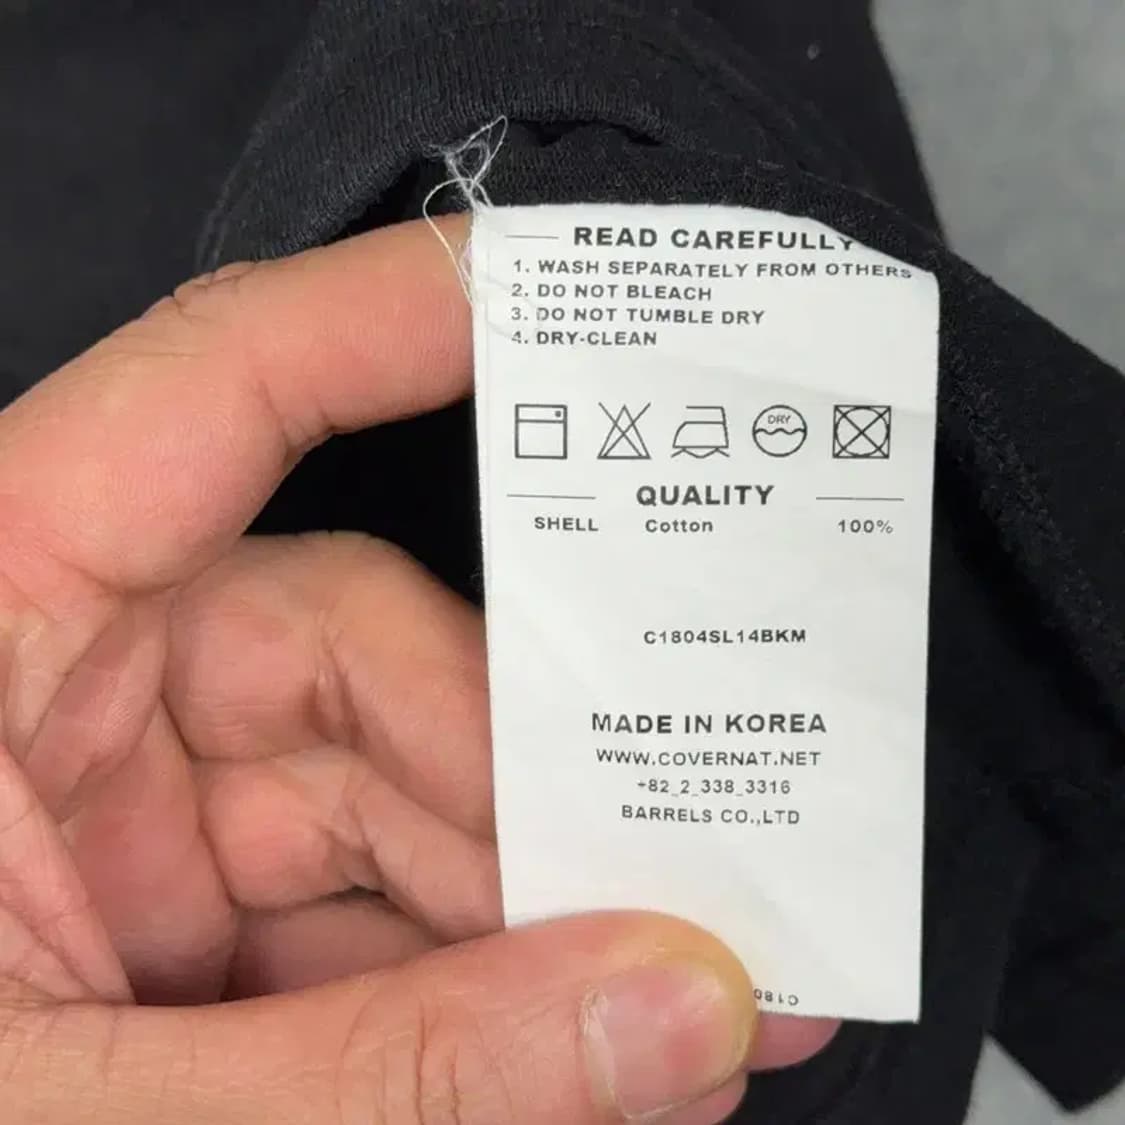 READ CAREFULLY
1. WASH SEPARATELY FROM OTHERS
2. DO NOT BLEACH
3. DO NOT TUMBLE DRY
4. DRY-CLEAN
DRY
QUALITY
SHELL Cotton 100%
C1804SL14BKM
MADE IN KOREA
WWW.COVERNAT.NET
+82_2_338_3316
BARRELS CO.,LTD
C180